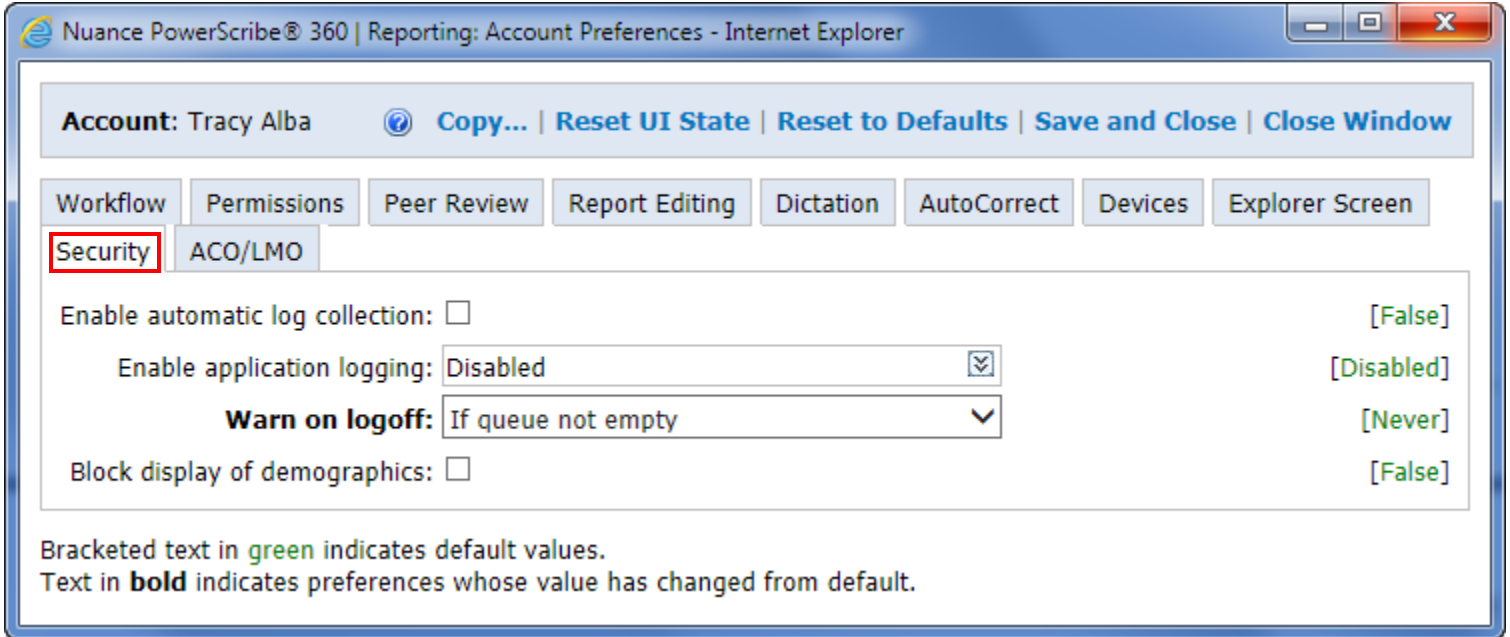 Nuance PowerScribe® 360 | Reporting: Account Preferences - Internet Explorer
Account: Tracy Alba Copy... | Reset UI State | Reset to Defaults | Save and Close | Close Window
Workflow Permissions Peer Review Report Editing Dictation AutoCorrect Devices Explorer Screen
Security ACO/LMO
Enable automatic log collection: [False]
Enable application logging: Disabled [Disabled]
Warn on logoff: If queue not empty [Never]
Block display of demographics: [False]
Bracketed text in green indicates default values.
Text in bold indicates preferences whose value has changed from default.